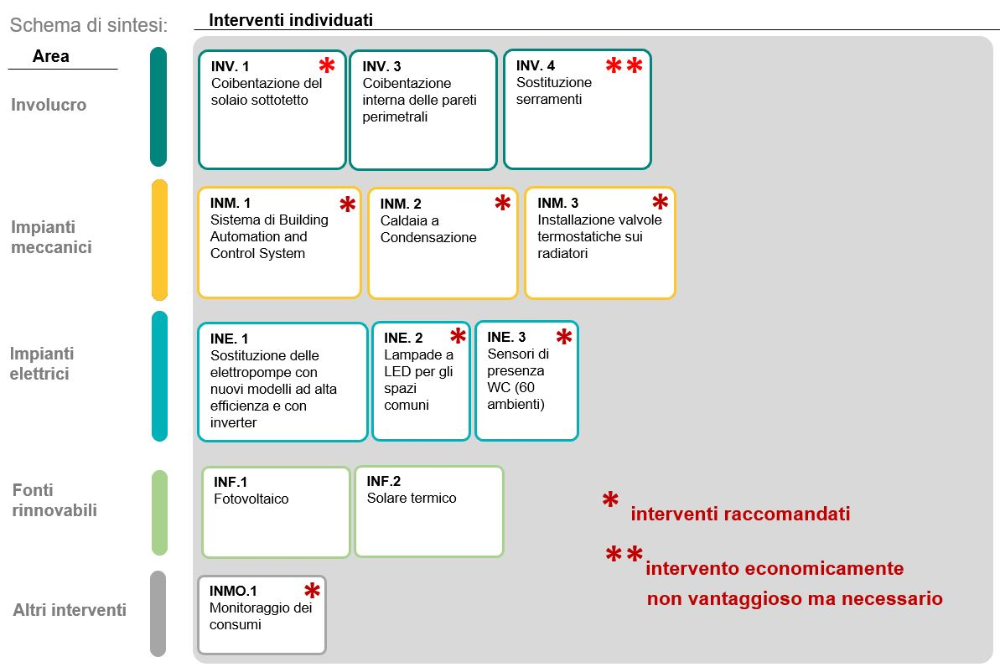 Schema di sintesi:
Interventi individuati
Area
Involucro
INV. 1 *
Coibentazione del
solaio sottotetto
INV. 3
Coibentazione
interna delle pareti
perimetrali
INV. 4 **
Sostituzione
serramenti
Impianti
meccanici
INM. 1 *
Sistema di Building
Automation and
Control System
INM. 2 *
Caldaia a
Condensazione
INM. 3 *
Installazione valvole
termostatiche sui
radiatori
Impianti
elettrici
INE. 1
Sostituzione delle
elettropompe con
nuovi modelli ad alta
efficienza e con
inverter
INE. 2 *
Lampade a
LED per gli
spazi
comuni
INE. 3 *
Sensori di
presenza
WC (60
ambienti)
Fonti
rinnovabili
INF.1
Fotovoltaico
INF.2
Solare termico
* interventi raccomandati
** intervento economicamente
non vantaggioso ma necessario
Altri interventi
INMO.1 *
Monitoraggio dei
consumi